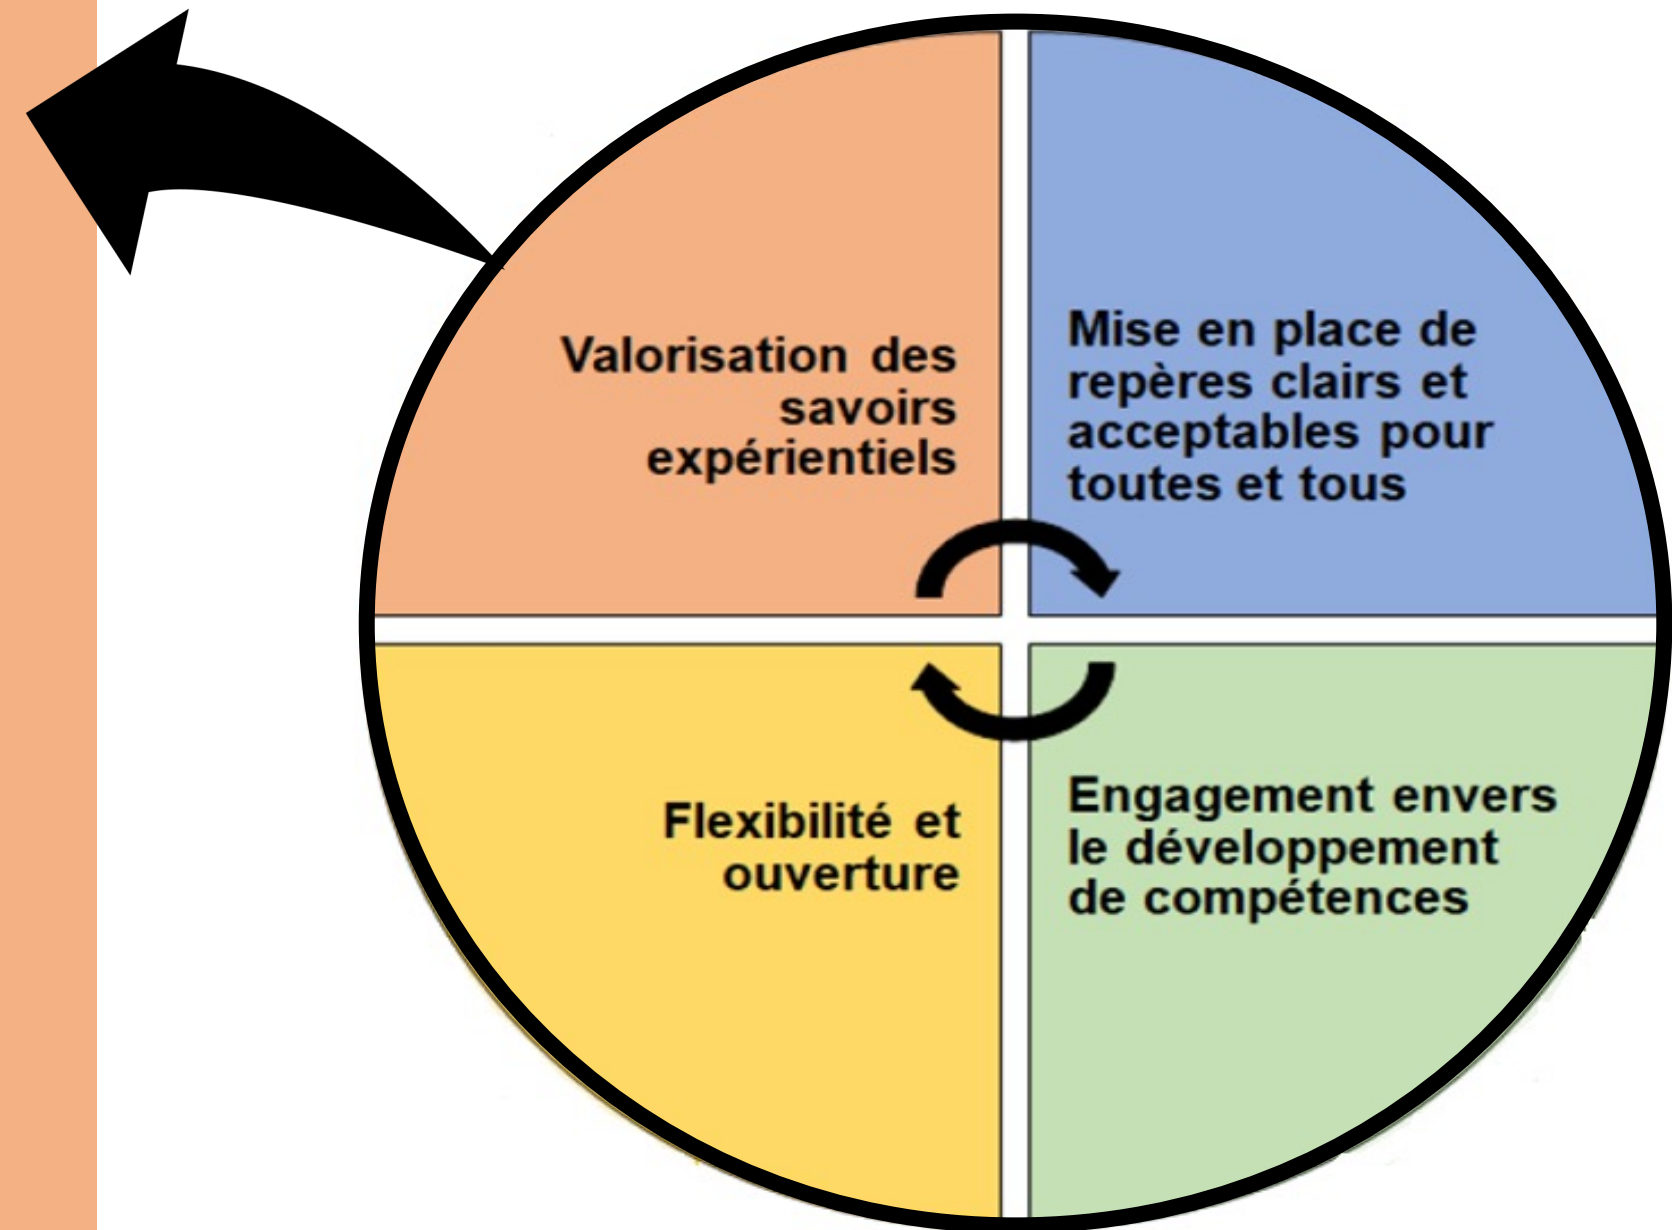 Valorisation des
savoirs
expérientiels
Mise en place de
repères clairs et
acceptables pour
toutes et tous
Flexibilité et
ouverture
Engagement envers
le développement
de compétences